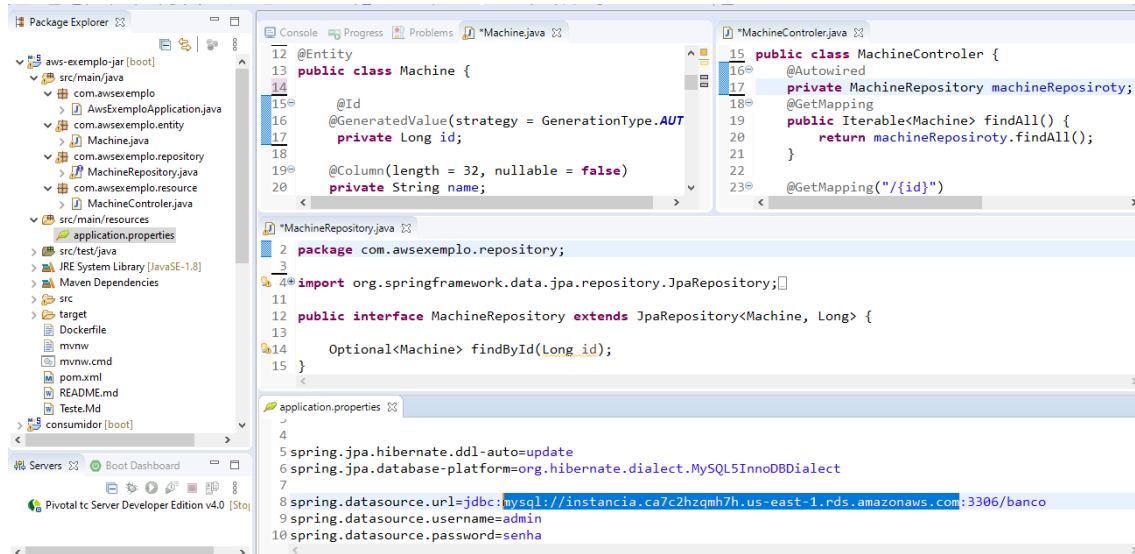 Package Explorer
aws-exemplo-jar [boot]
src/main/java
com.awsexemplo
AwsExemploApplication.java
com.awsexemplo.entity
Machine.java
com.awsexemplo.repository
MachineRepository.java
com.awsexemplo.resource
MachineControler.java
src/main/resources
application.properties
src/test/java
JRE System Library [JavaSE-1.8]
Maven Dependencies
src
target
Dockerfile
mvnw
mvnw.cmd
pom.xml
README.md
Teste.Md
consumidor [boot]
Servers Boot Dashboard
Pivotal tc Server Developer Edition v4.0 [Stop
Console Progress Problems *Machine.java
12 @Entity
13 public class Machine {
14
15 @Id
16 @GeneratedValue(strategy = GenerationType.AUT
17 private Long id;
18
19 @Column(length = 32, nullable = false)
20 private String name;
*MachineControler.java
15 public class MachineControler {
16 @Autowired
17 private MachineRepository machineReposiroty;
18 @GetMapping
19 public Iterable<Machine> findAll() {
20 return machineReposiroty.findAll();
21 }
22
23 @GetMapping("/{id}")
*MachineRepository.java
2 package com.awsexemplo.repository;
3
4 import org.springframework.data.jpa.repository.JpaRepository;
11
12 public interface MachineRepository extends JpaRepository<Machine, Long> {
13
14 Optional<Machine> findById(Long id);
15 }
application.properties
4
5 spring.jpa.hibernate.ddl-auto=update
6 spring.jpa.database-platform=org.hibernate.dialect.MySQL5InnoDBDialect
7
8 spring.datasource.url=jdbc:mysql://instancia.ca7c2hzqmh7h.us-east-1.rds.amazonaws.com:3306/banco
9 spring.datasource.username=admin
10 spring.datasource.password=senha